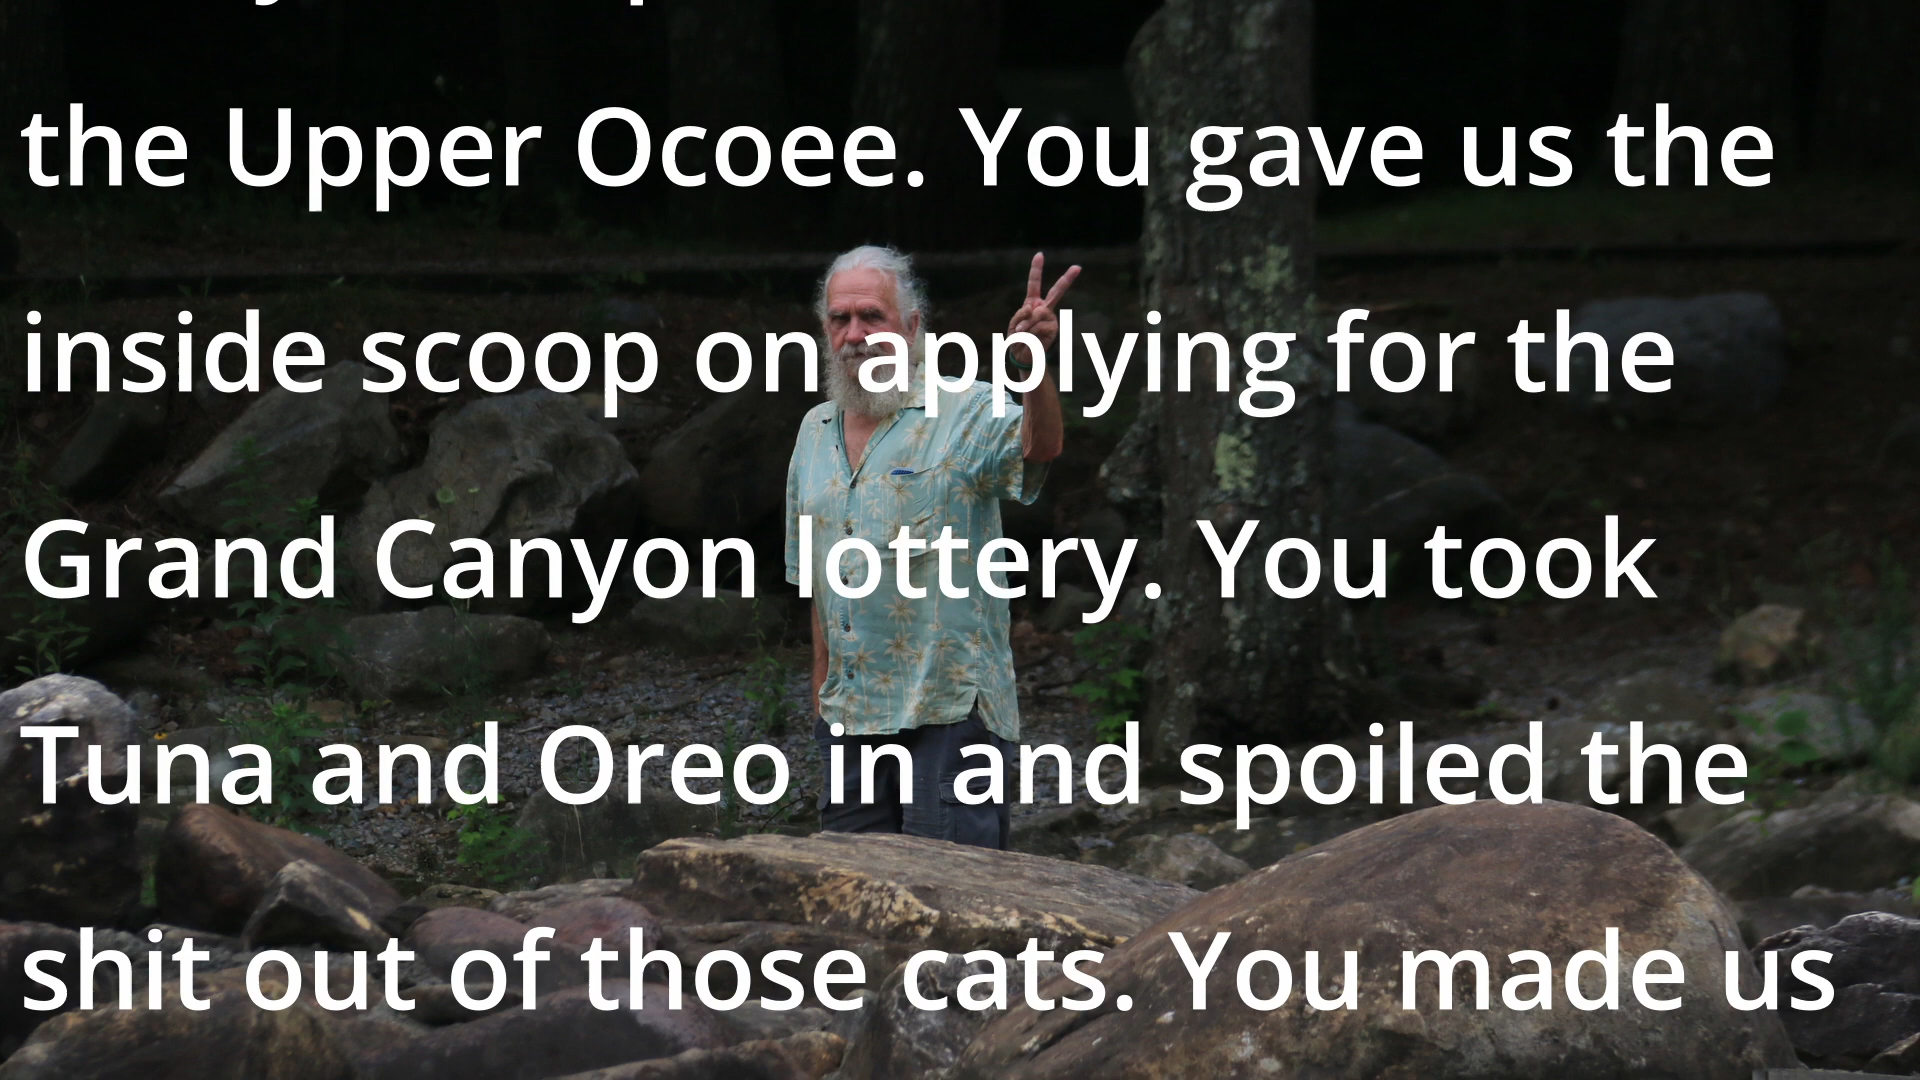 the Upper Ocoee. You gave us the
inside scoop on applying for the
Grand Canyon lottery. You took
Tuna and Oreo in and spoiled the
shit out of those cats. You made us